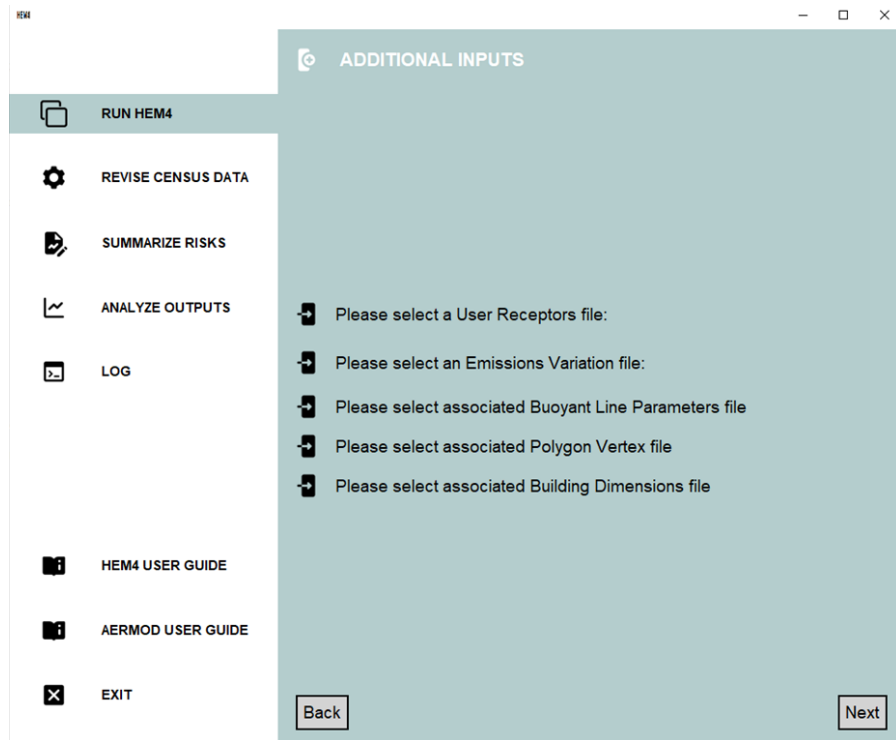 HEM4
ADDITIONAL INPUTS
RUN HEM4
REVISE CENSUS DATA
SUMMARIZE RISKS
ANALYZE OUTPUTS
LOG
Please select a User Receptors file:
Please select an Emissions Variation file:
Please select associated Buoyant Line Parameters file
Please select associated Polygon Vertex file
Please select associated Building Dimensions file
HEM4 USER GUIDE
AERMOD USER GUIDE
EXIT
Back
Next